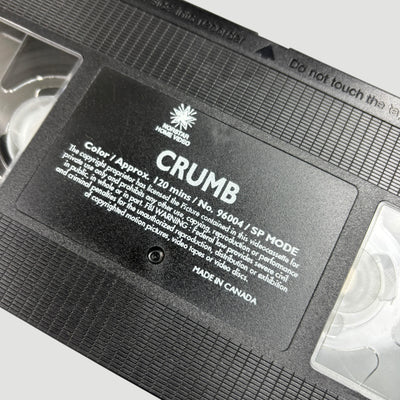 Do not touch the ta
NORSTAR
HOME VIDEO
CRUMB
Color / Approx. 120 mins / No. 96004 / SP MODE
The copyright proprietor has licensed the Picture contained in this videocassette for
private use only and prohibits any other use, copying, reproduction or performance
in public, in whole or in part. FBI WARNING: Federal law provides severe civil
and criminal penalties for the unauthorized reproduction, distribution or exhibition
of copyrighted motion pictures, video tapes or video discs.
MADE IN CANADA